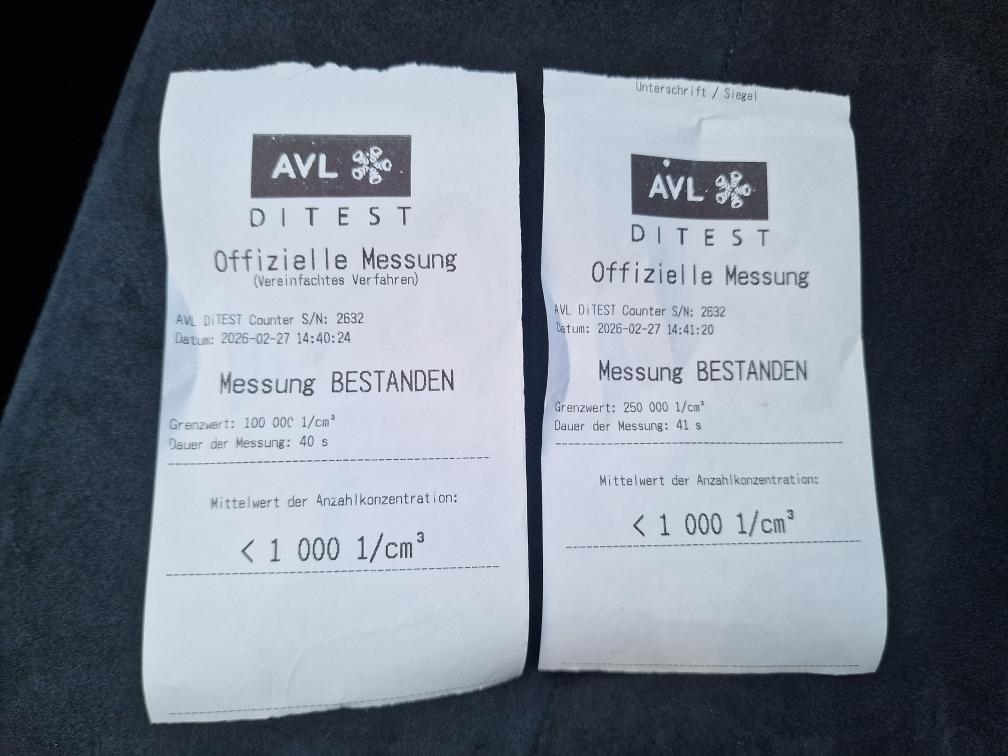 AVL
DITEST
Offizielle Messung
(Vereinfachtes Verfahren)
AVL DiTEST Counter S/N: 2632
Datum: 2026-02-27 14:40:24
Messung BESTANDEN
Grenzwert: 100 000 1/cm³
Dauer der Messung: 40 s
Mittelwert der Anzahlkonzentration:
< 1 000 1/cm³
Unterschrift / Siegel
AVL
DITEST
Offizielle Messung
AVL DiTEST Counter S/N: 2632
Datum: 2026-02-27 14:41:20
Messung BESTANDEN
Grenzwert: 250 000 1/cm³
Dauer der Messung: 41 s
Mittelwert der Anzahlkonzentration:
< 1 000 1/cm³